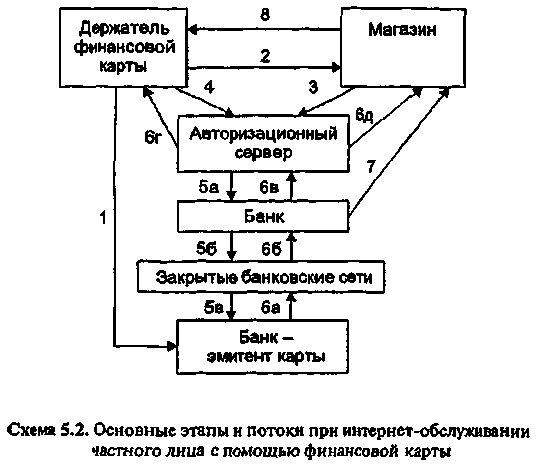 8
Держатель
финансовой
карты
Магазин
2
4
3
6г
Авторизационный
сервер
6д
5а
6в
7
1
Банк
5б
6б
Закрытые банковские сети
5в
6а
Банк –
эмитент карты
Схема 5.2. Основные этапы и потоки при интернет-обслуживании
частного лица с помощью финансовой карты